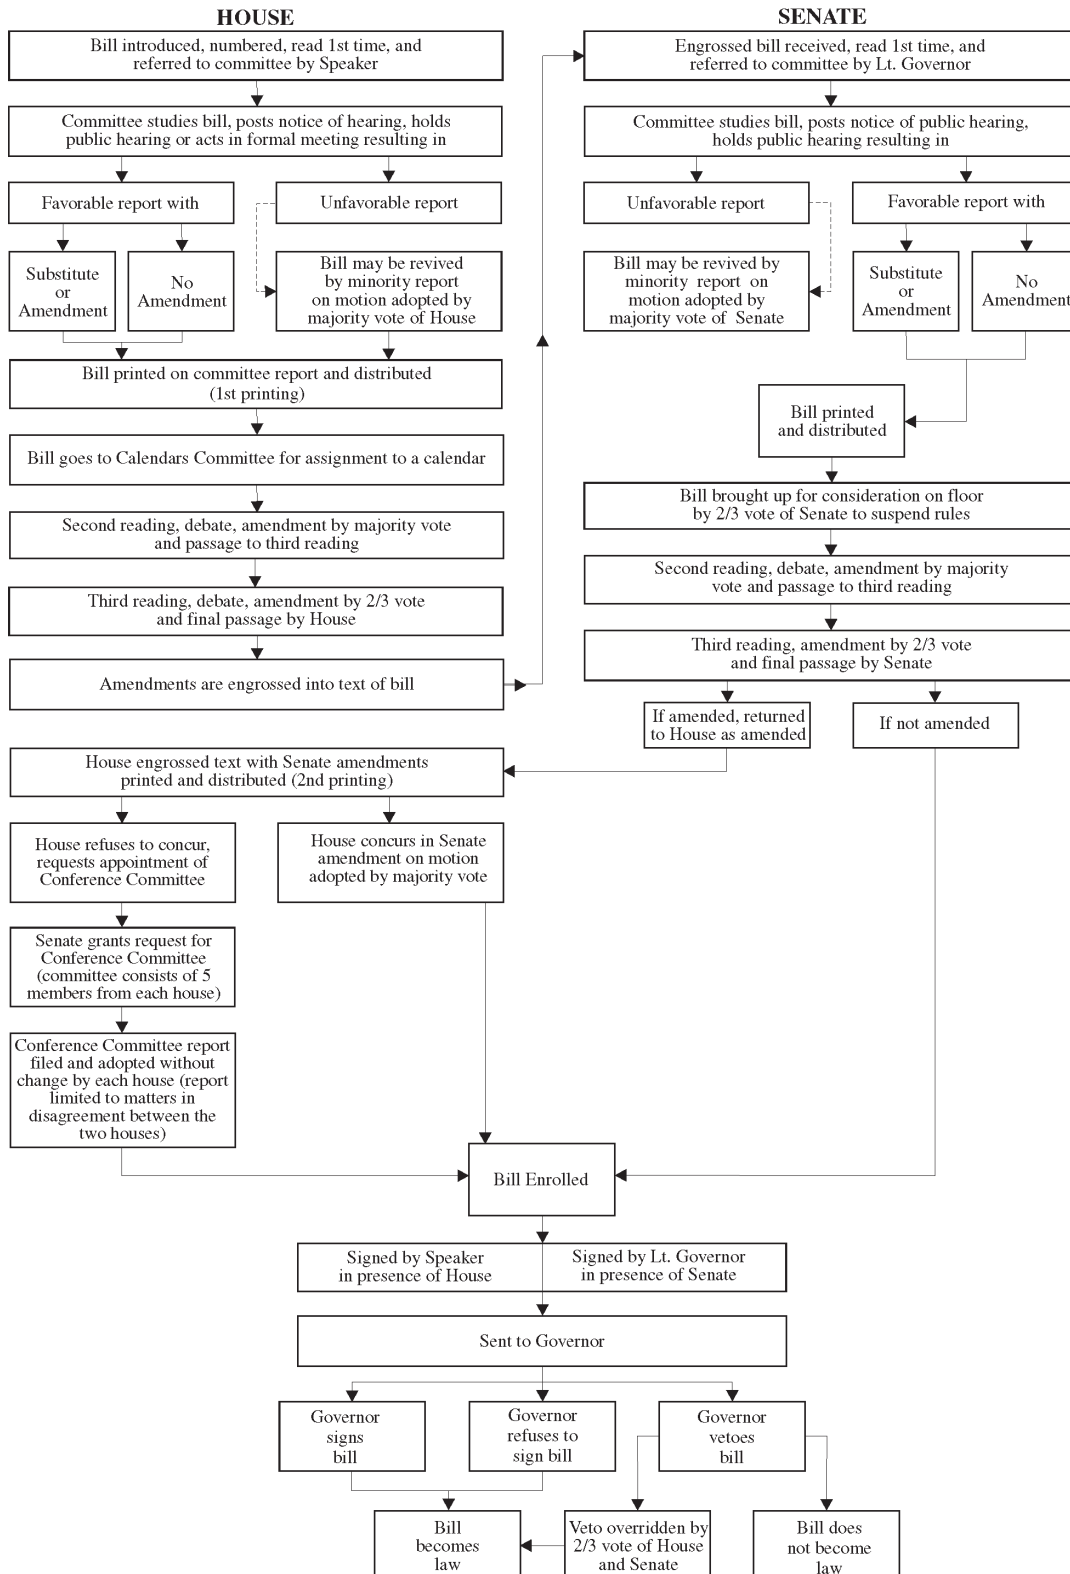 HOUSE
Bill introduced, numbered, read 1st time, and
referred to committee by Speaker
Committee studies bill, posts notice of hearing, holds
public hearing or acts in formal meeting resulting in
Favorable report with
Unfavorable report
Substitute
or
Amendment
No
Amendment
Bill may be revived
by minority report
on motion adopted by
majority vote of House
Bill printed on committee report and distributed
(1st printing)
Bill goes to Calendars Committee for assignment to a calendar
Second reading, debate, amendment by majority vote
and passage to third reading
Third reading, debate, amendment by 2/3 vote
and final passage by House
Amendments are engrossed into text of bill
SENATE
Engrossed bill received, read 1st time, and
referred to committee by Lt. Governor
Committee studies bill, posts notice of public hearing,
holds public hearing resulting in
Unfavorable report
Favorable report with
Bill may be revived by
minority report on
motion adopted by
majority vote of Senate
Substitute
or
Amendment
No
Amendment
Bill printed
and distributed
Bill brought up for consideration on floor
by 2/3 vote of Senate to suspend rules
Second reading, debate, amendment by majority
vote and passage to third reading
Third reading, amendment by 2/3 vote
and final passage by Senate
If amended, returned
to House as amended
If not amended
House engrossed text with Senate amendments
printed and distributed (2nd printing)
House refuses to concur,
requests appointment of
Conference Committee
House concurs in Senate
amendment on motion
adopted by majority vote
Senate grants request for
Conference Committee
(committee consists of 5
members from each house)
Conference Committee report
filed and adopted without
change by each house (report
limited to matters in
disagreement between the
two houses)
Bill Enrolled
Signed by Speaker
in presence of House
Signed by Lt. Governor
in presence of Senate
Sent to Governor
Governor
signs
bill
Governor
refuses to
sign bill
Governor
vetoes
bill
Bill
becomes
law
Veto overridden by
2/3 vote of House
and Senate
Bill does
not become
law